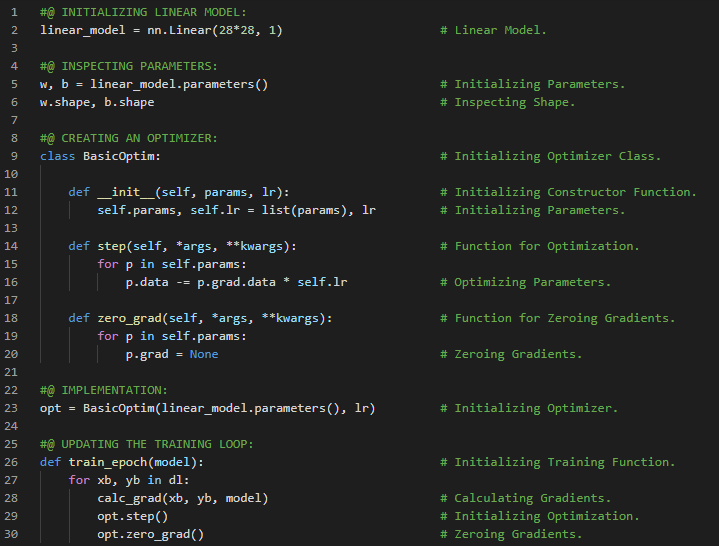 1 #@ INITIALIZING LINEAR MODEL:
2 linear_model = nn.Linear(28*28, 1) # Linear Model.
3
4 #@ INSPECTING PARAMETERS:
5 w, b = linear_model.parameters() # Initializing Parameters.
6 w.shape, b.shape # Inspecting Shape.
7
8 #@ CREATING AN OPTIMIZER:
9 class BasicOptim: # Initializing Optimizer Class.
10
11 def __init__(self, params, lr): # Initializing Constructor Function.
12 self.params, self.lr = list(params), lr # Initializing Parameters.
13
14 def step(self, *args, **kwargs): # Function for Optimization.
15 for p in self.params:
16 p.data -= p.grad.data * self.lr # Optimizing Parameters.
17
18 def zero_grad(self, *args, **kwargs): # Function for Zeroing Gradients.
19 for p in self.params:
20 p.grad = None # Zeroing Gradients.
21
22 #@ IMPLEMENTATION:
23 opt = BasicOptim(linear_model.parameters(), lr) # Initializing Optimizer.
24
25 #@ UPDATING THE TRAINING LOOP:
26 def train_epoch(model): # Initializing Training Function.
27 for xb, yb in dl:
28 calc_grad(xb, yb, model) # Calculating Gradients.
29 opt.step() # Initializing Optimization.
30 opt.zero_grad() # Zeroing Gradients.